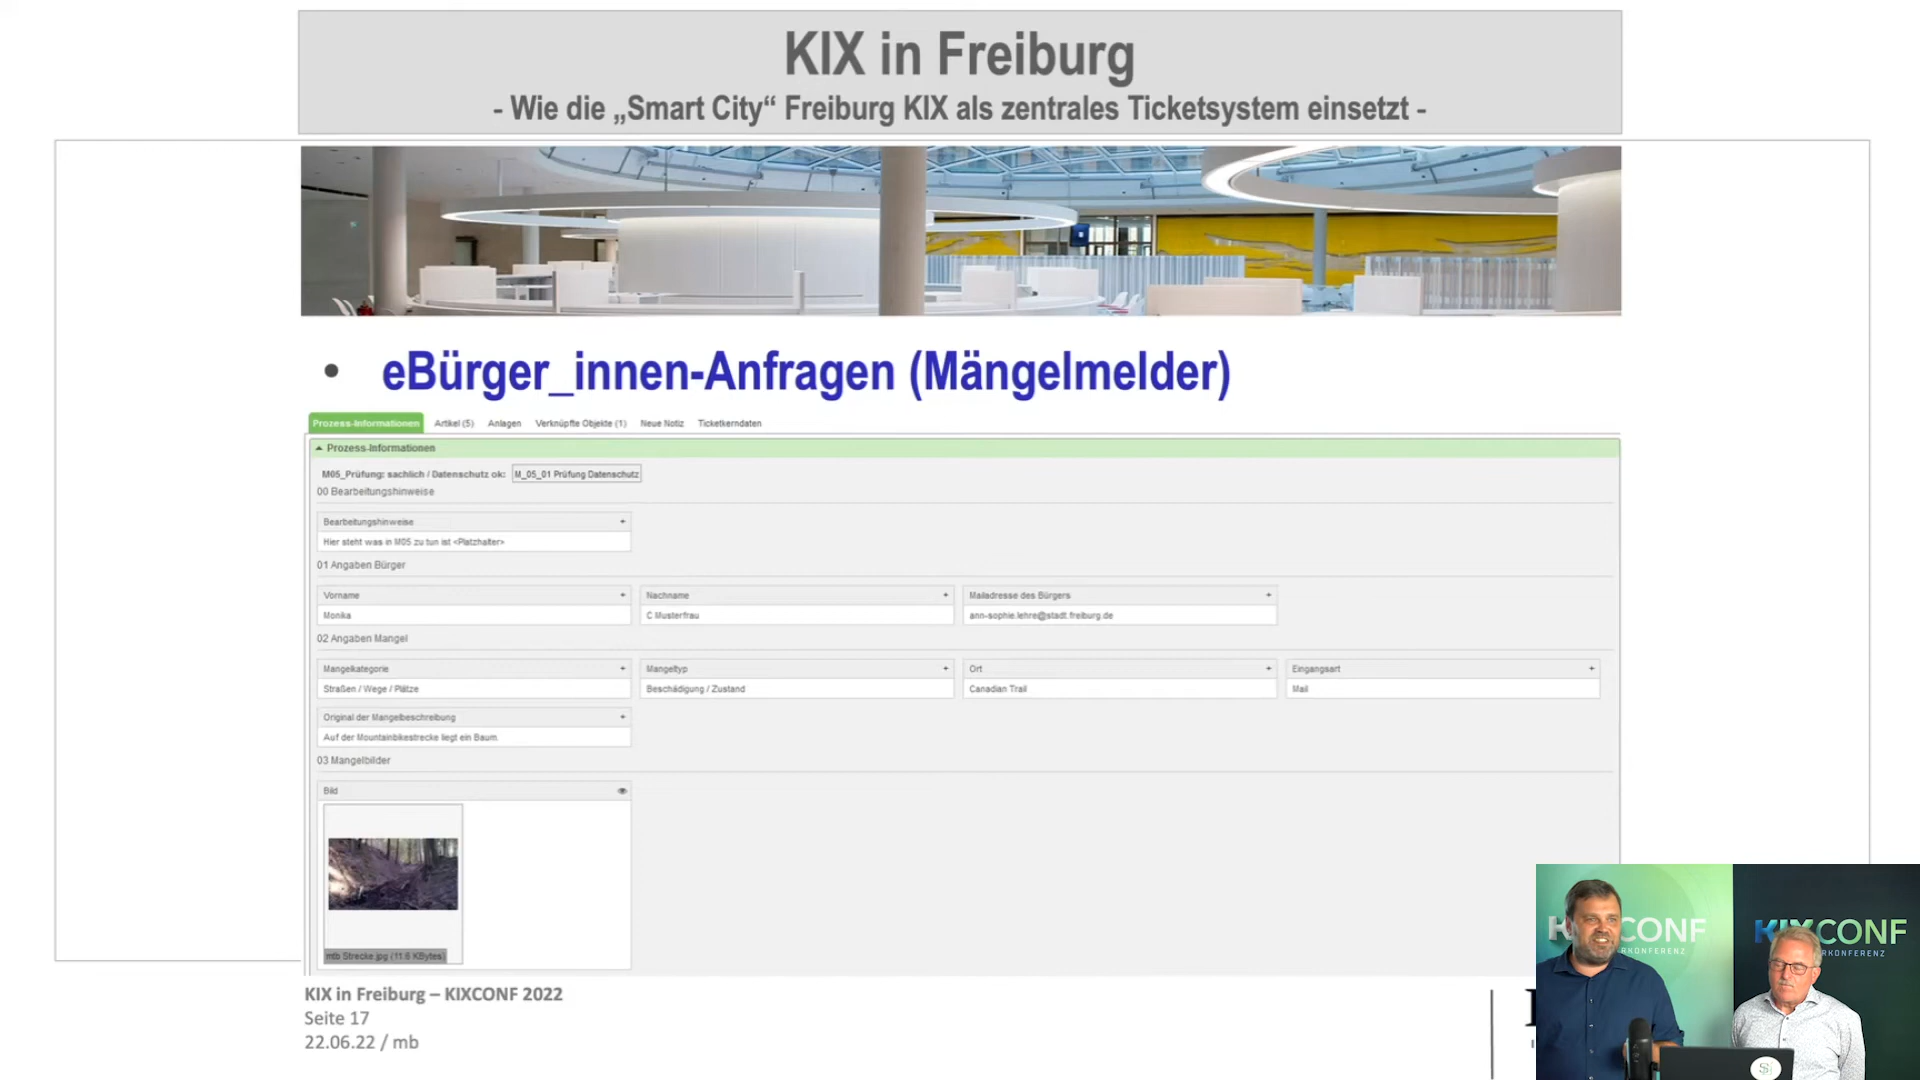 KIX in Freiburg
- Wie die „Smart City“ Freiburg KIX als zentrales Ticketsystem einsetzt -
• eBürger_innen-Anfragen (Mängelmelder)
Prozess-Informationen Artikel (5) Anlagen Verknüpfte Objekte (1) Neue Notiz Ticketkerndaten
Prozess-Informationen
M05_Prüfung: sachlich / Datenschutz ok: M_05_01 Prüfung Datenschutz
00 Bearbeitungshinweise
Bearbeitungshinweise
Hier steht was in M05 zu tun ist <Platzhalter>
01 Angaben Bürger
Vorname Nachname Mailadresse des Bürgers
Monika C Musterfrau ann-sophie.lehre@stadt.freiburg.de
02 Angaben Mangel
Mangelkategorie Mangeltyp Ort Eingangsart
Straßen / Wege / Plätze Beschädigung / Zustand Canadian Trail Mail
Original der Mangelbeschreibung
Auf der Mountainbikestrecke liegt ein Baum.
03 Mangelbilder
Bild
mtb Strecke.jpg (11.6 KBytes)
KIX in Freiburg – KIXCONF 2022
Seite 17
22.06.22 / mb
CONF
RKONFERENZ
KIXCONF
RKONFERENZ